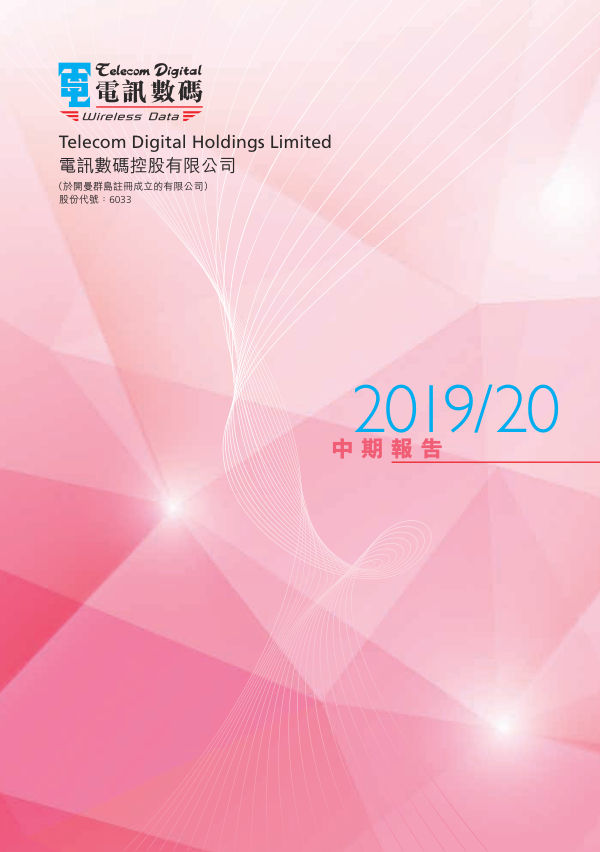 Telecom Digital
電訊數碼
Wireless Data
Telecom Digital Holdings Limited
電訊數碼控股有限公司
(於開曼群島註冊成立的有限公司)
股份代號：6033
2019/20
中期報告